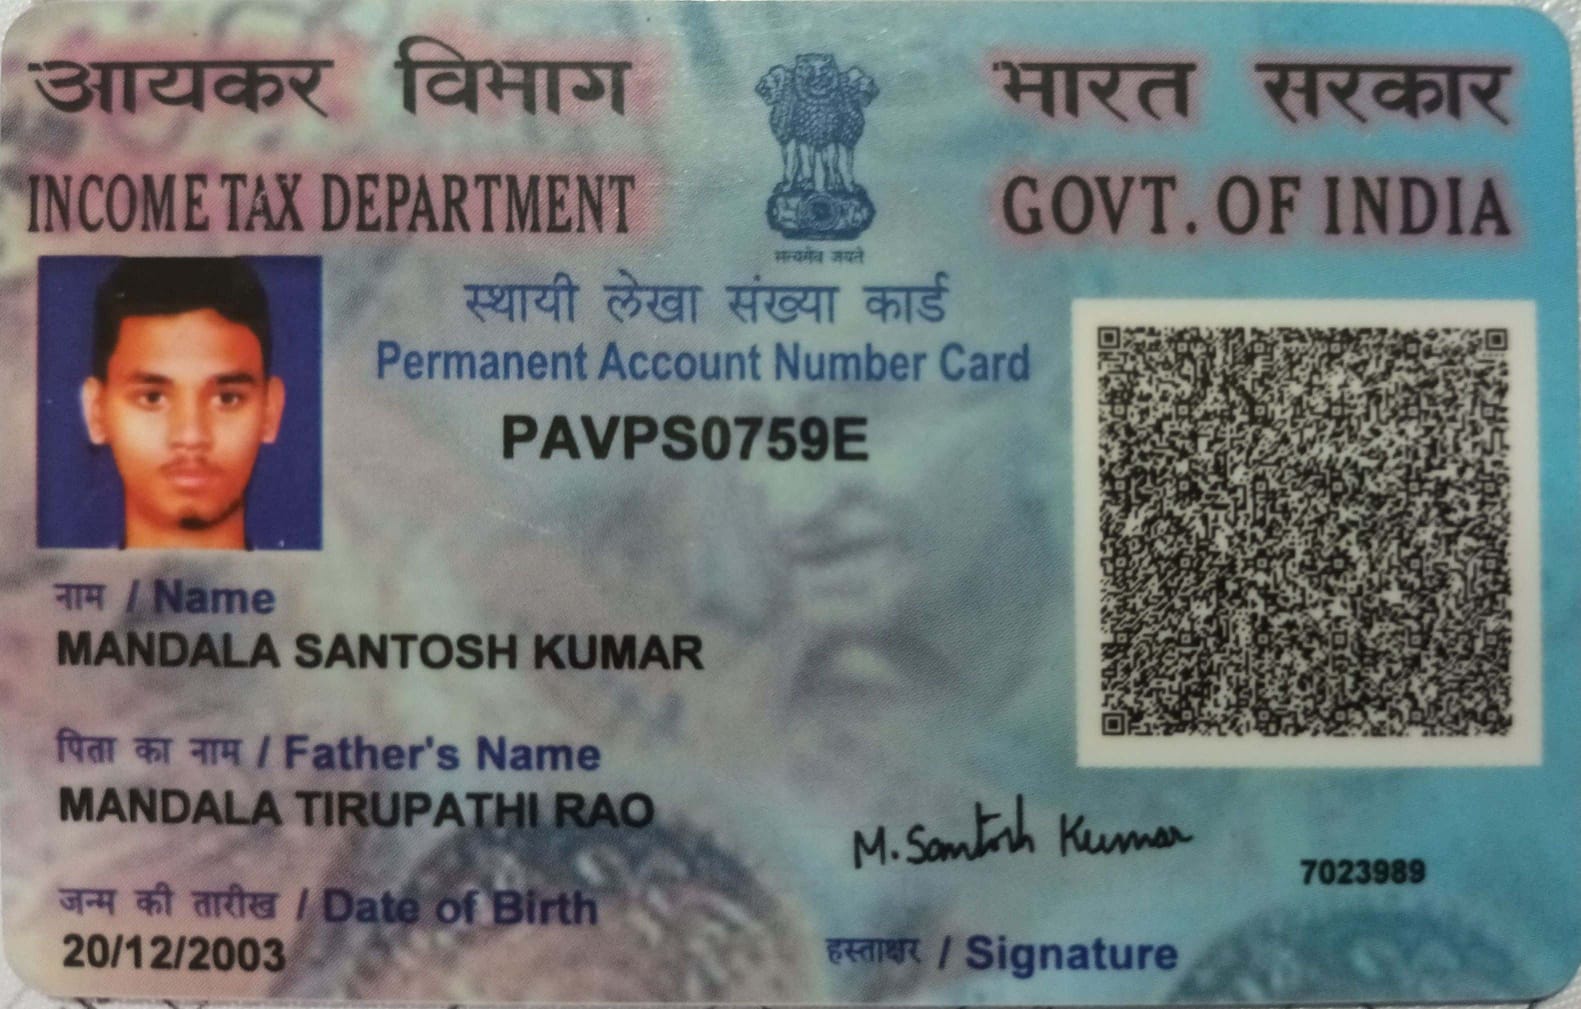 आयकर विभाग
INCOME TAX DEPARTMENT
भारत सरकार
GOVT. OF INDIA
सत्यमेव जयते
स्थायी लेखा संख्या कार्ड
Permanent Account Number Card
PAVPS0759E
नाम / Name
MANDALA SANTOSH KUMAR
पिता का नाम / Father's Name
MANDALA TIRUPATHI RAO
जन्म की तारीख / Date of Birth
20/12/2003
M. Santosh Kumar
हस्ताक्षर / Signature
7023989